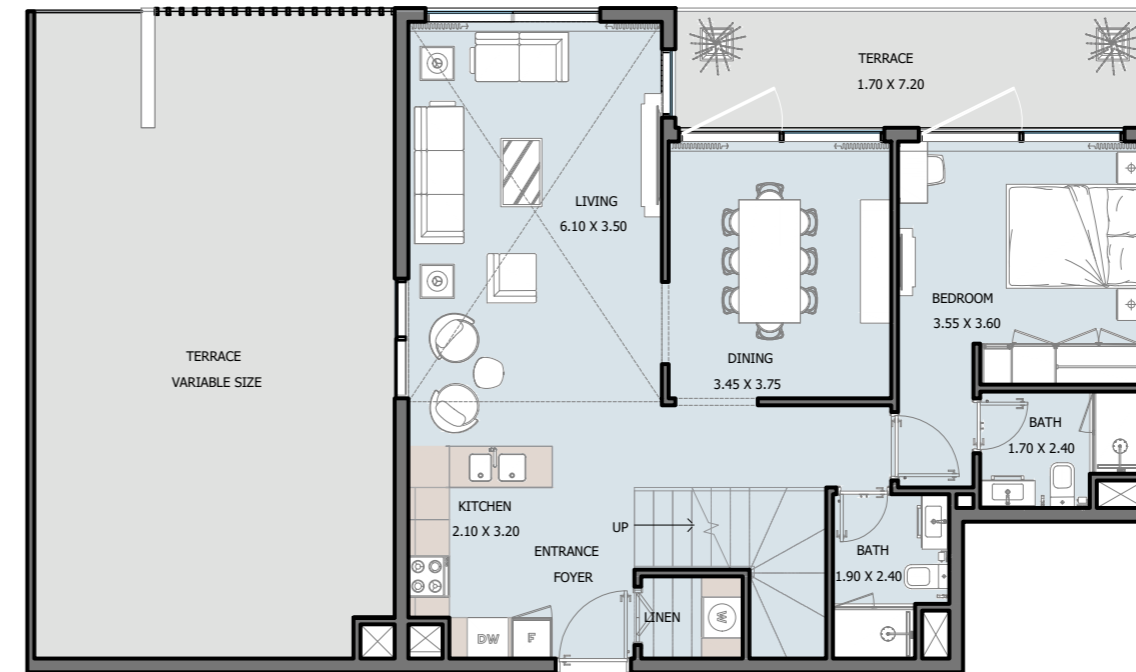 TERRACE
1.70 X 7.20
LIVING
6.10 X 3.50
BEDROOM
3.55 X 3.60
TERRACE
VARIABLE SIZE
DINING
3.45 X 3.75
BATH
1.70 X 2.40
KITCHEN
2.10 X 3.20
UP
ENTRANCE
FOYER
BATH
1.90 X 2.40
LINEN
W
DW
F